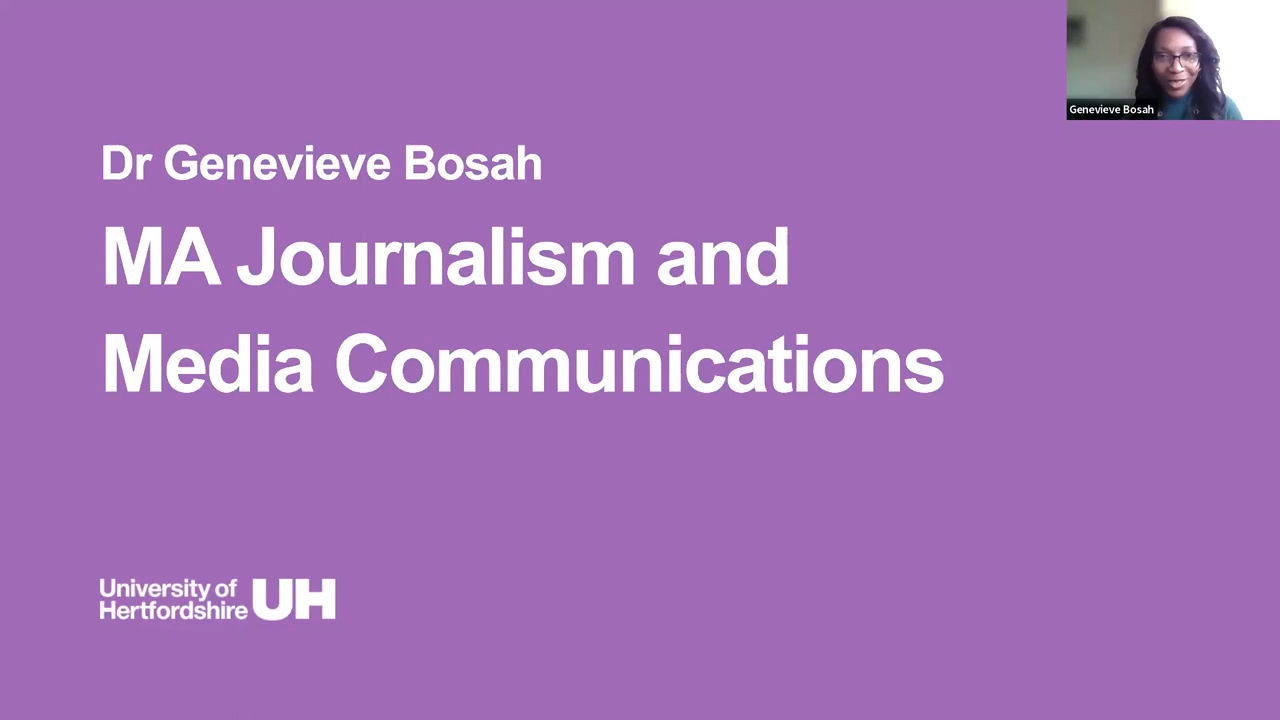 Genevieve Bosah
Dr Genevieve Bosah
MA Journalism and
Media Communications
University of
Hertfordshire
UH